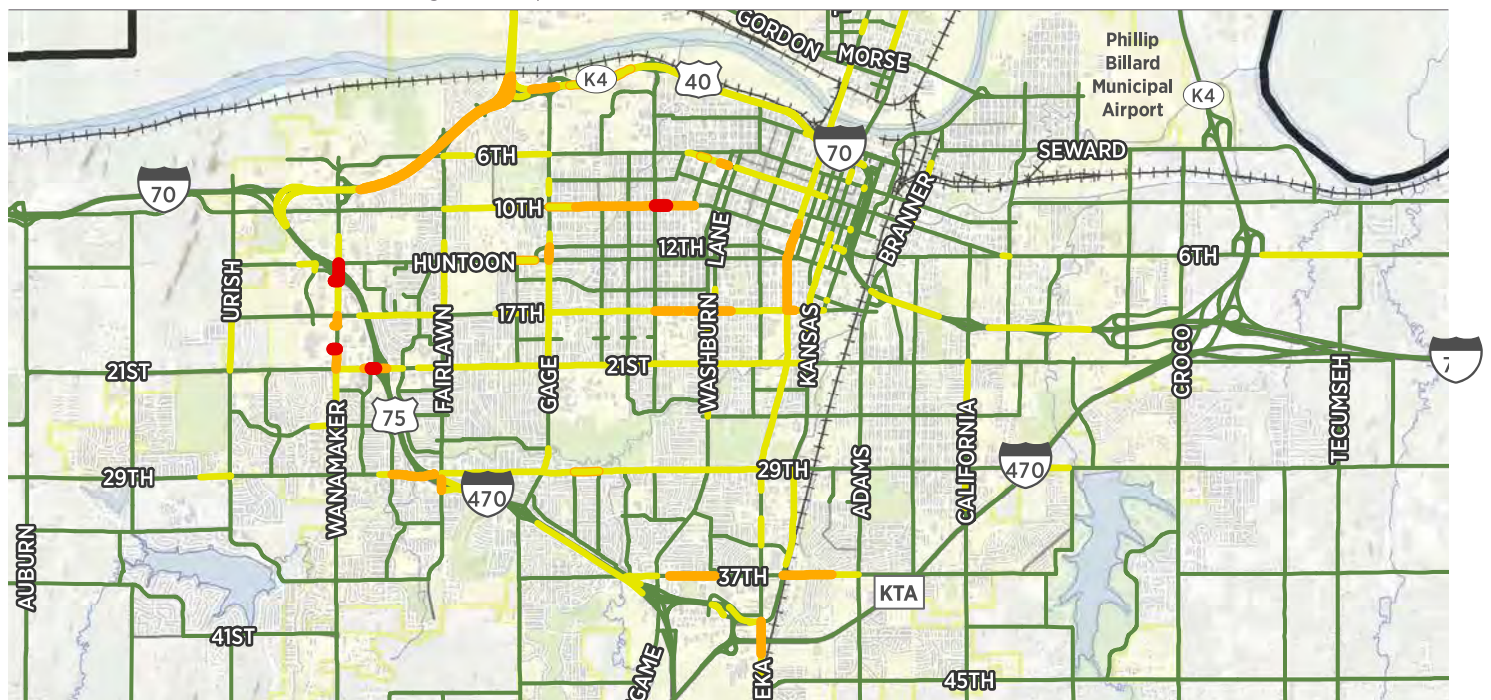 GORDON
MORSE
Phillip
Billard
Municipal
Airport
K4
40
K4
70
6TH
SEWARD
70
10TH
LANE
BRANNER
12TH
HUNTOON
6TH
URISH
17TH
FAIRLAWN
WASHBURN
KANSAS
CROCO
21ST
GAGE
21ST
TECUMSEH
75
WANAMAKER
CALIFORNIA
29TH
470
29TH
ADAMS
470
AUBURN
37TH
KTA
41ST
GAME
EKA
45TH